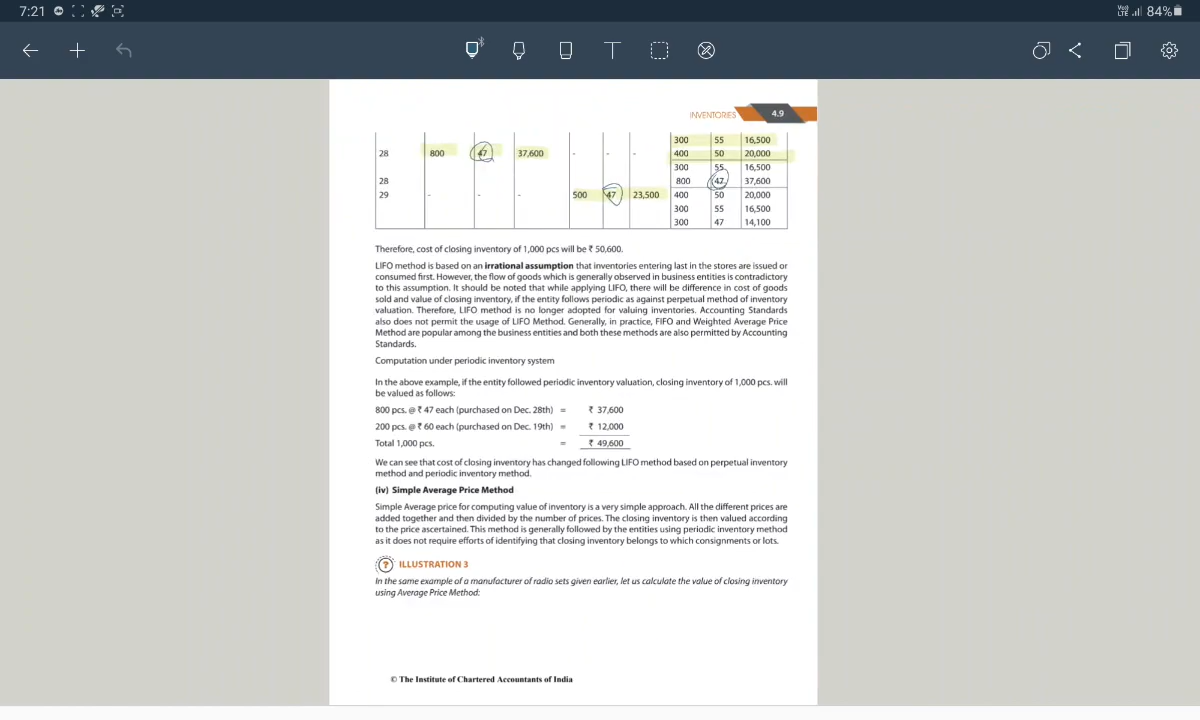 7:21 84%
Vo)) LTE
INVENTORIES 4.9
300 55 16,500
28 800 47 37,600 - - - 400 50 20,000
300 55 16,500
28 800 47 37,600
29 - - - 500 47 23,500 400 50 20,000
300 55 16,500
300 47 14,100
Therefore, cost of closing inventory of 1,000 pcs will be ₹ 50,600.
LIFO method is based on an irrational assumption that inventories entering last in the stores are issued or
consumed first. However, the flow of goods which is generally observed in business entities is contradictory
to this assumption. It should be noted that while applying LIFO, there will be difference in cost of goods
sold and value of closing inventory, if the entity follows periodic as against perpetual method of inventory
valuation. Therefore, LIFO method is no longer adopted for valuing inventories. Accounting Standards
also does not permit the usage of LIFO Method. Generally, in practice, FIFO and Weighted Average Price
Method are popular among the business entities and both these methods are also permitted by Accounting
Standards.
Computation under periodic inventory system
In the above example, if the entity followed periodic inventory valuation, closing inventory of 1,000 pcs. will
be valued as follows:
800 pcs. @ ₹ 47 each (purchased on Dec. 28th) = ₹ 37,600
200 pcs. @ ₹ 60 each (purchased on Dec. 19th) = ₹ 12,000
Total 1,000 pcs. = ₹ 49,600
We can see that cost of closing inventory has changed following LIFO method based on perpetual inventory
method and periodic inventory method.
(iv) Simple Average Price Method
Simple Average price for computing value of inventory is a very simple approach. All the different prices are
added together and then divided by the number of prices. The closing inventory is then valued according
to the price ascertained. This method is generally followed by the entities using periodic inventory method
as it does not require efforts of identifying that closing inventory belongs to which consignments or lots.
? ILLUSTRATION 3
In the same example of a manufacturer of radio sets given earlier, let us calculate the value of closing inventory
using Average Price Method:
© The Institute of Chartered Accountants of India